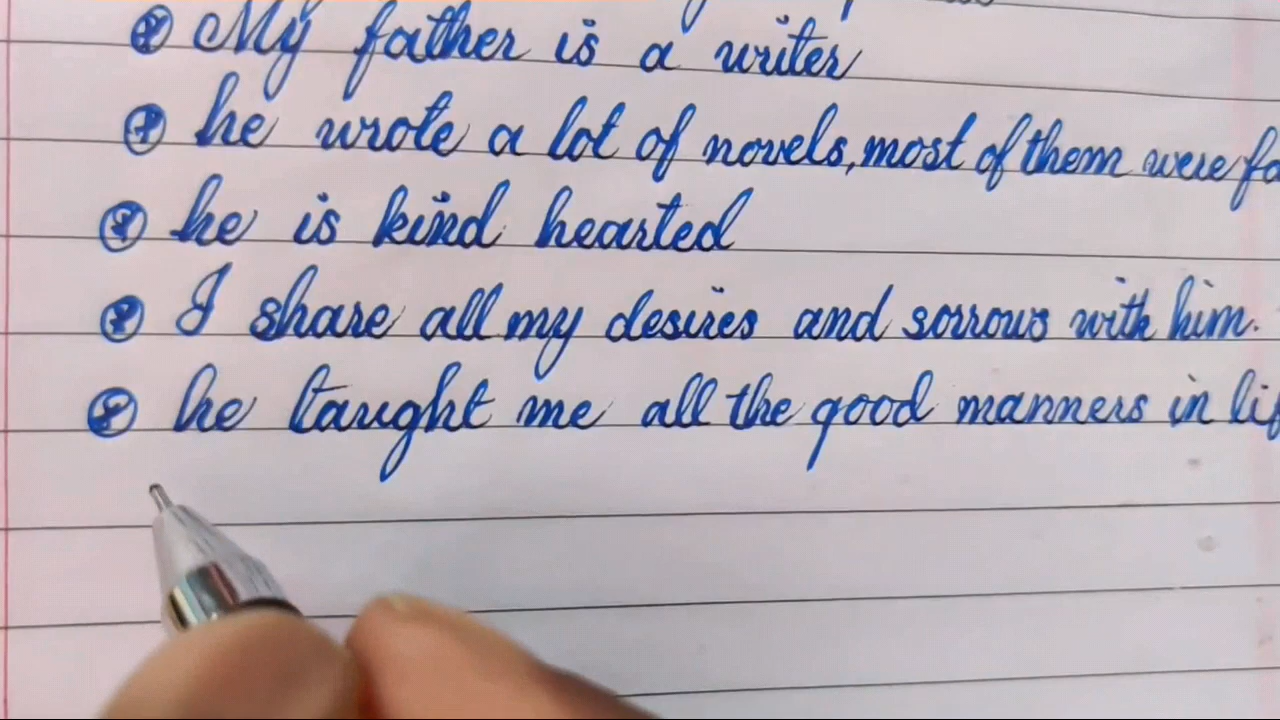 My father is a writer
he wrote a lot of novels, most of them were
he is kind hearted
I share all my desires and sorrows with him.
he taught me all the good manners in